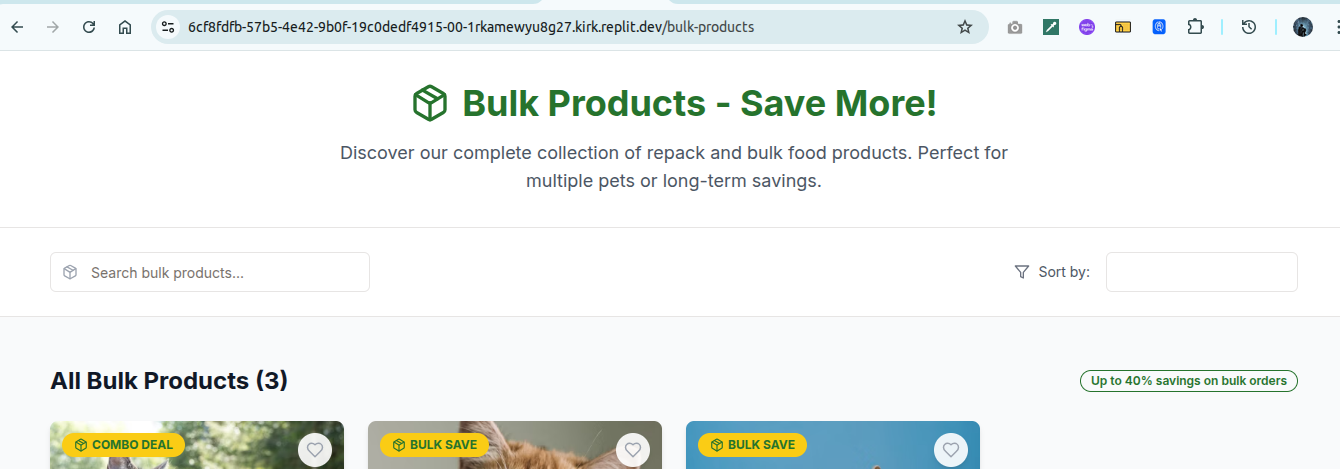 6cf8fdfb-57b5-4e42-9b0f-19c0dedf4915-00-1rkamewyu8g27.kirk.replit.dev/bulk-products
Bulk Products - Save More!
Discover our complete collection of repack and bulk food products. Perfect for
multiple pets or long-term savings.
Search bulk products...
Sort by:
All Bulk Products (3)
Up to 40% savings on bulk orders
COMBO DEAL
BULK SAVE
BULK SAVE